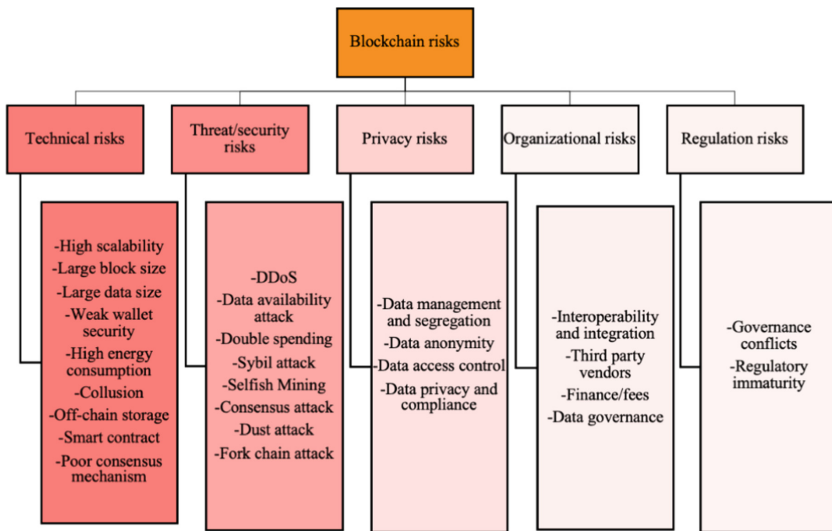 Blockchain risks
Technical risks
Threat/security
risks
Privacy risks
Organizational risks
Regulation risks
-High scalability
-Large block size
-Large data size
-Weak wallet
security
-High energy
consumption
-Collusion
-Off-chain storage
-Smart contract
-Poor consensus
mechanism
-DDoS
-Data availability
attack
-Double spending
-Sybil attack
-Selfish Mining
-Consensus attack
-Dust attack
-Fork chain attack
-Data management
and segregation
-Data anonymity
-Data access control
-Data privacy and
compliance
-Interoperability
and integration
-Third party
vendors
-Finance/fees
-Data governance
-Governance
conflicts
-Regulatory
immaturity